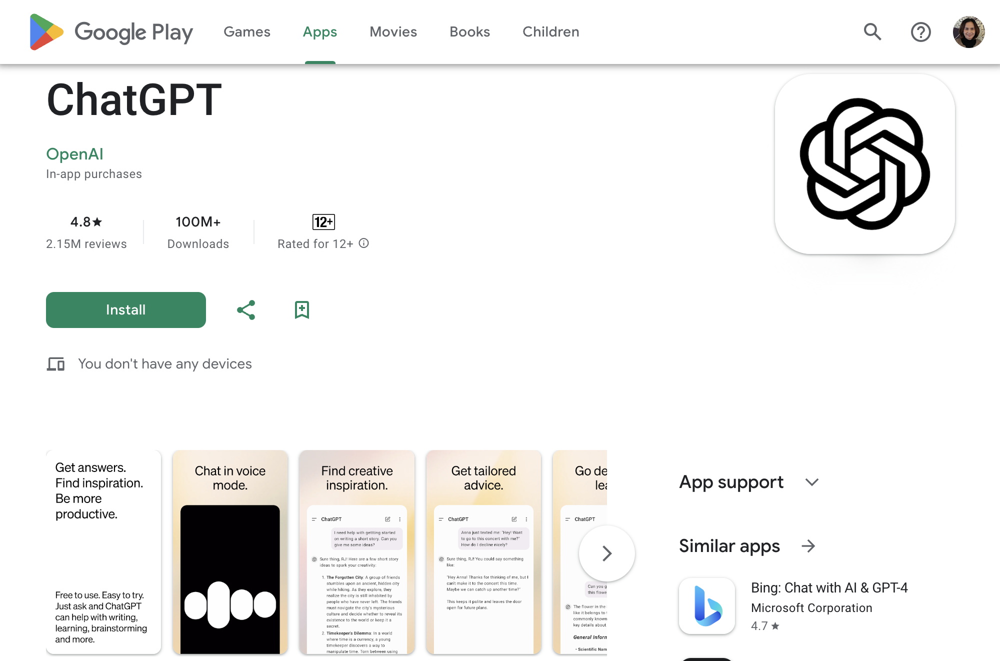 Google Play
Games
Apps
Movies
Books
Children
ChatGPT
OpenAI
In-app purchases
4.8★
2.15M reviews
100M+
Downloads
12+
Rated for 12+
Install
You don't have any devices
Get answers.
Find inspiration.
Be more
productive.
Free to use. Easy to try.
Just ask and ChatGPT
can help with writing,
learning, brainstorming
and more.
Chat in voice
mode.
Find creative
inspiration.
ChatGPT
I need help with gettting started
on writing a short story. Can you
give me some ideas?
Sure thing, RJ! Here are a few short story
ideas to spark your creativity:
1. The Forgotten City: A group of friends
stumbles upon an ancient, hidden city
while hiking. As they explore, they
realize the city is still inhabited by
people who have never left. The friends
must navigate the city's mysterious
culture and decide whether to reveal its
existence to the world or keep it a
secret.
2. Timekeeper's Dilemma: In a world
where time is a currency, a young
timekeeper discovers a way to
manipulate time. Torn between using
Get tailored
advice.
ChatGPT
Anna just texted me: "Hey! Want
to go to this concert with me?"
How do I decline nicely?
Sure thing, RJ! You could say something
like:
"Hey Anna! Thanks for thinking of me, but I
can't make it to the concert this time.
Maybe we can catch up another time?"
This keeps it polite and leaves the door
open for future plans.
Go de
lea
ChatGPT
Can you g
this flowe
The flower in the
like it belongs to
commonly known
key details about
General Inform
• Scientific Nam
App support
Similar apps
Bing: Chat with AI & GPT-4
Microsoft Corporation
4.7 ★